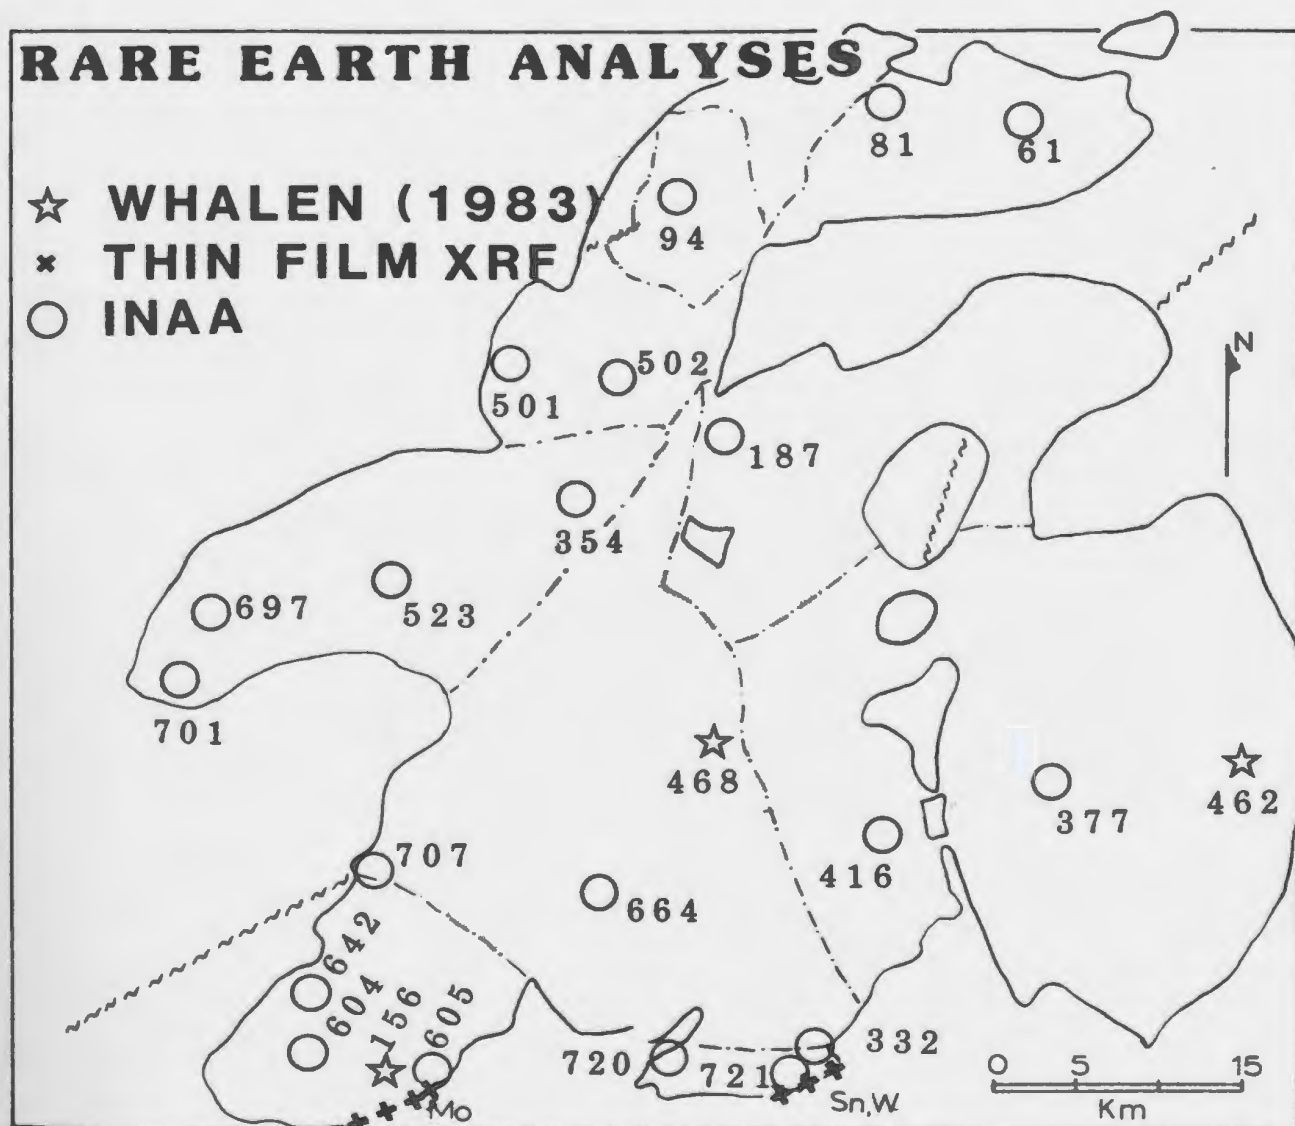 RARE EARTH ANALYSES
WHALEN (1983)
THIN FILM XRF
INAA
81
61
94
N
501
502
187
354
697
523
701
468
462
377
416
707
664
642
604
156
605
332
720
721
Mo
Sn,W.
0 5 15
Km